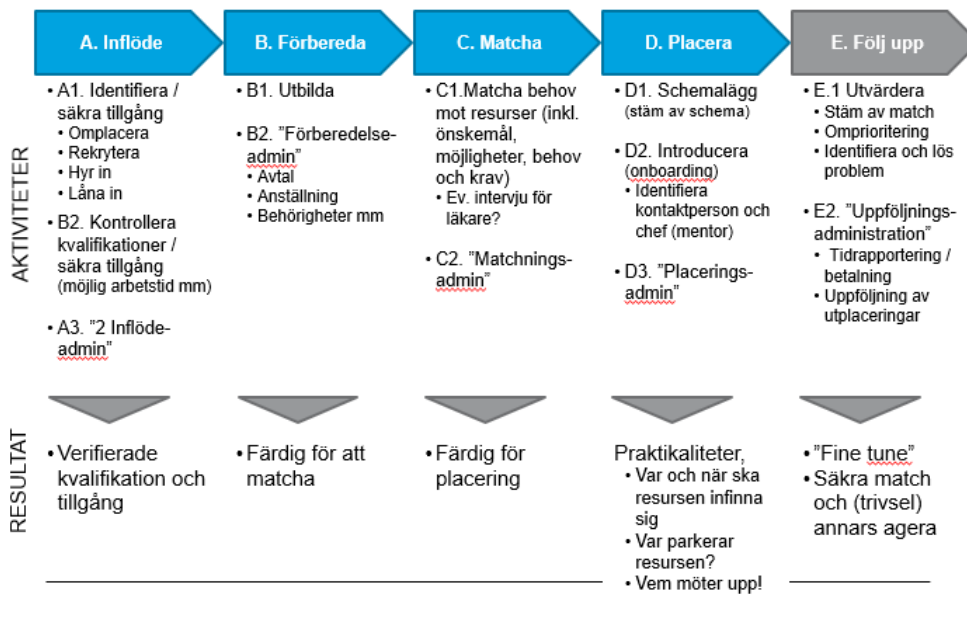 A. Inflöde
B. Förbereda
C. Matcha
D. Placera
E. Följ upp
AKTIVITETER
• A1. Identifiera /
säkra tillgång
• Omplacera
• Rekrytera
• Hyr in
• Låna in
• B2. Kontrollera
kvalifikationer /
säkra tillgång
(möjlig arbetstid mm)
• A3. ”2 Inflöde-
admin”
• B1. Utbilda
• B2. ”Förberedelse-
admin”
• Avtal
• Anställning
• Behörigheter mm
• C1.Matcha behov
mot resurser (inkl.
önskemål,
möjligheter, behov
och krav)
• Ev. intervju för
läkare?
• C2. ”Matchnings-
admin”
• D1. Schemalägg
(stäm av schema)
• D2. Introducera
(onboarding)
• Identifiera
kontaktperson och
chef (mentor)
• D3. ”Placerings-
admin”
• E.1 Utvärdera
• Stäm av match
• Omprioritering
• Identifiera och lös
problem
• E2. ”Uppföljnings-
administration”
• Tidrapportering /
betalning
• Uppföljning av
utplaceringar
RESULTAT
• Verifierade
kvalifikation och
tillgång
• Färdig för att
matcha
• Färdig för
placering
Praktikaliteter,
• Var och när ska
resursen infinna
sig
• Var parkerar
resursen?
• Vem möter upp!
• ”Fine tune”
• Säkra match
och (trivsel)
annars agera